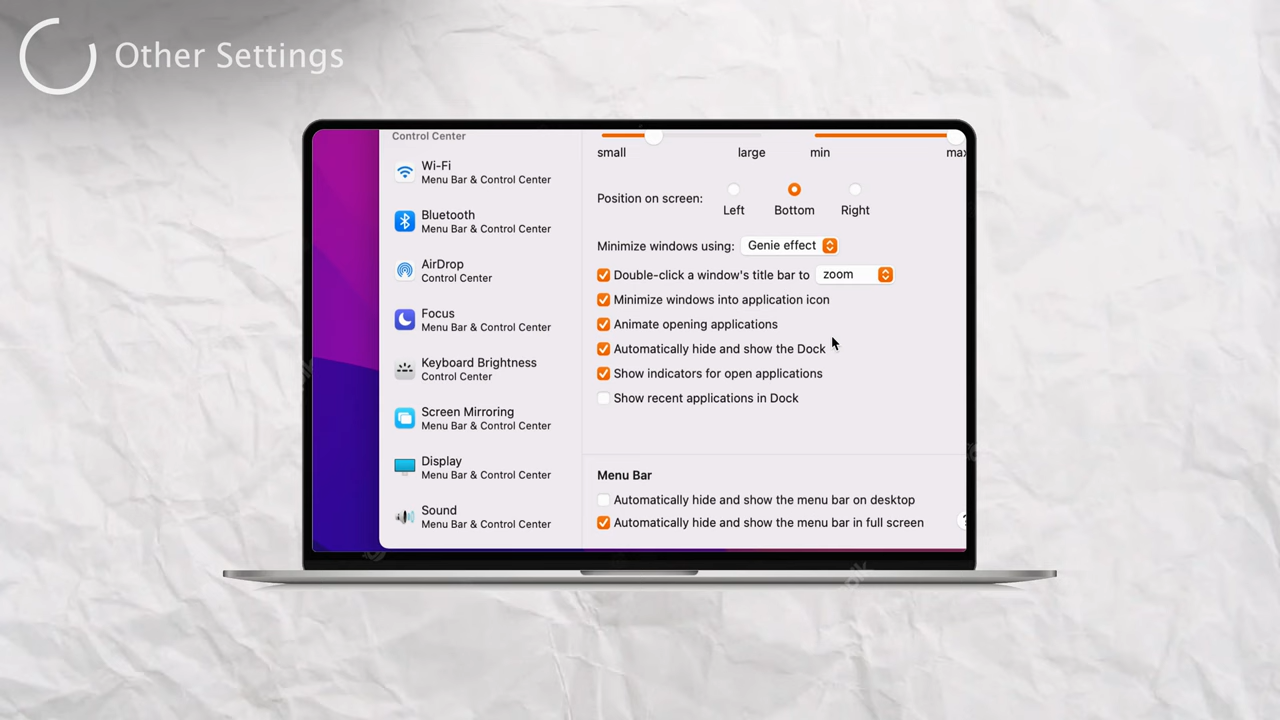 Other Settings
Control Center
Wi-Fi
Menu Bar & Control Center
Bluetooth
Menu Bar & Control Center
AirDrop
Control Center
Focus
Menu Bar & Control Center
Keyboard Brightness
Control Center
Screen Mirroring
Menu Bar & Control Center
Display
Menu Bar & Control Center
Sound
Menu Bar & Control Center
small large min max
Position on screen:
Left Bottom Right
Minimize windows using: Genie effect
Double-click a window's title bar to zoom
Minimize windows into application icon
Animate opening applications
Automatically hide and show the Dock
Show indicators for open applications
Show recent applications in Dock
Menu Bar
Automatically hide and show the menu bar on desktop
Automatically hide and show the menu bar in full screen
?